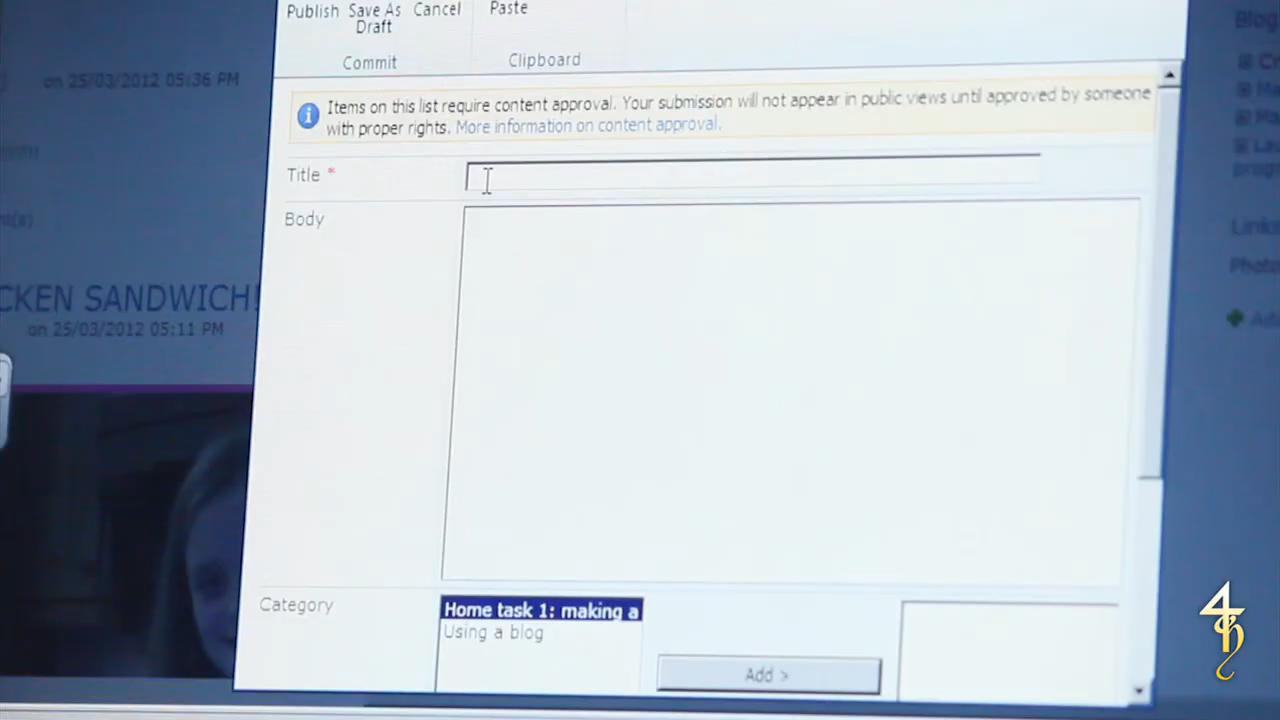 Publish Save As Draft Cancel Paste
Commit Clipboard
on 25/03/2012 05:36 PM
Items on this list require content approval. Your submission will not appear in public views until approved by someone
with proper rights. More information on content approval.
Title *
Body
CKEN SANDWICH!
on 25/03/2012 05:11 PM
Category
Home task 1: making a
Using a blog
Add >
Blog
Links
Photo